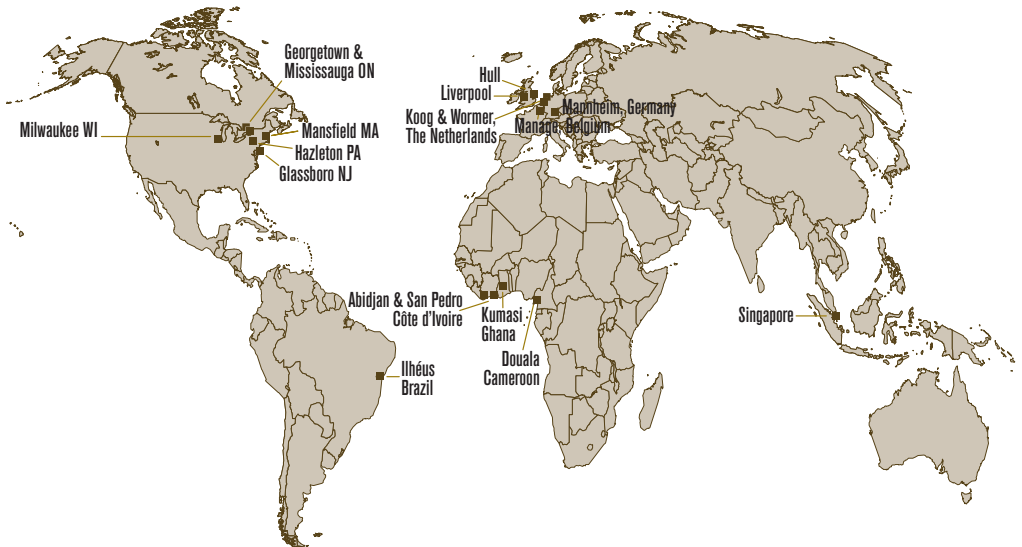 Georgetown &
Mississauga ON
Milwaukee WI
Mansfield MA
Hazleton PA
Glassboro NJ
Hull
Liverpool
Koog & Wormer,
The Netherlands
Mannheim, Germany
Manage, Belgium
Abidjan & San Pedro
Côte d'Ivoire
Kumasi
Ghana
Douala
Cameroon
Singapore
Ilhéus
Brazil